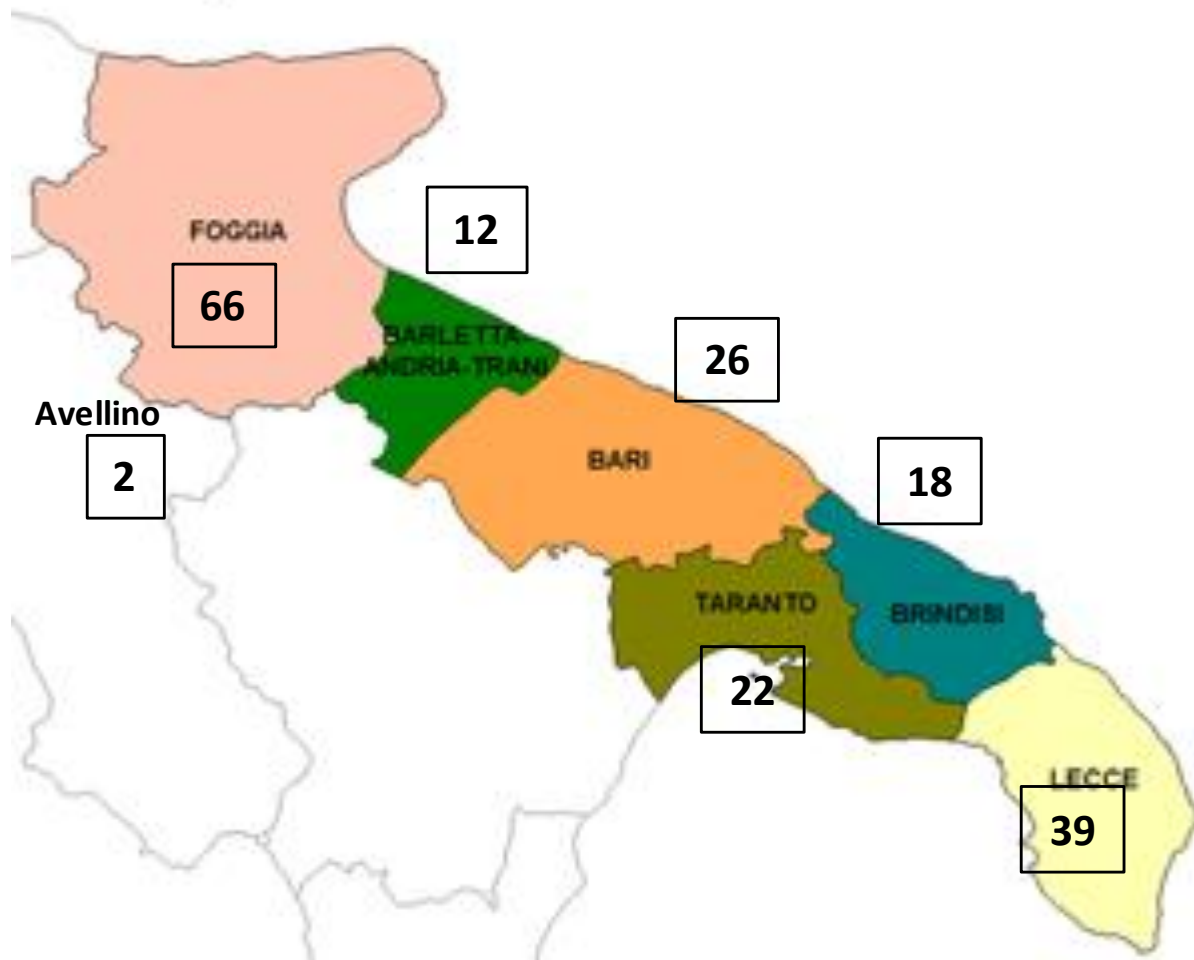 FOGGIA
66
12
BARLETTA-
ANDRIA-TRANI
26
BARI
Avellino
2
18
TARANTO
22
BRINDISI
LECCE
39